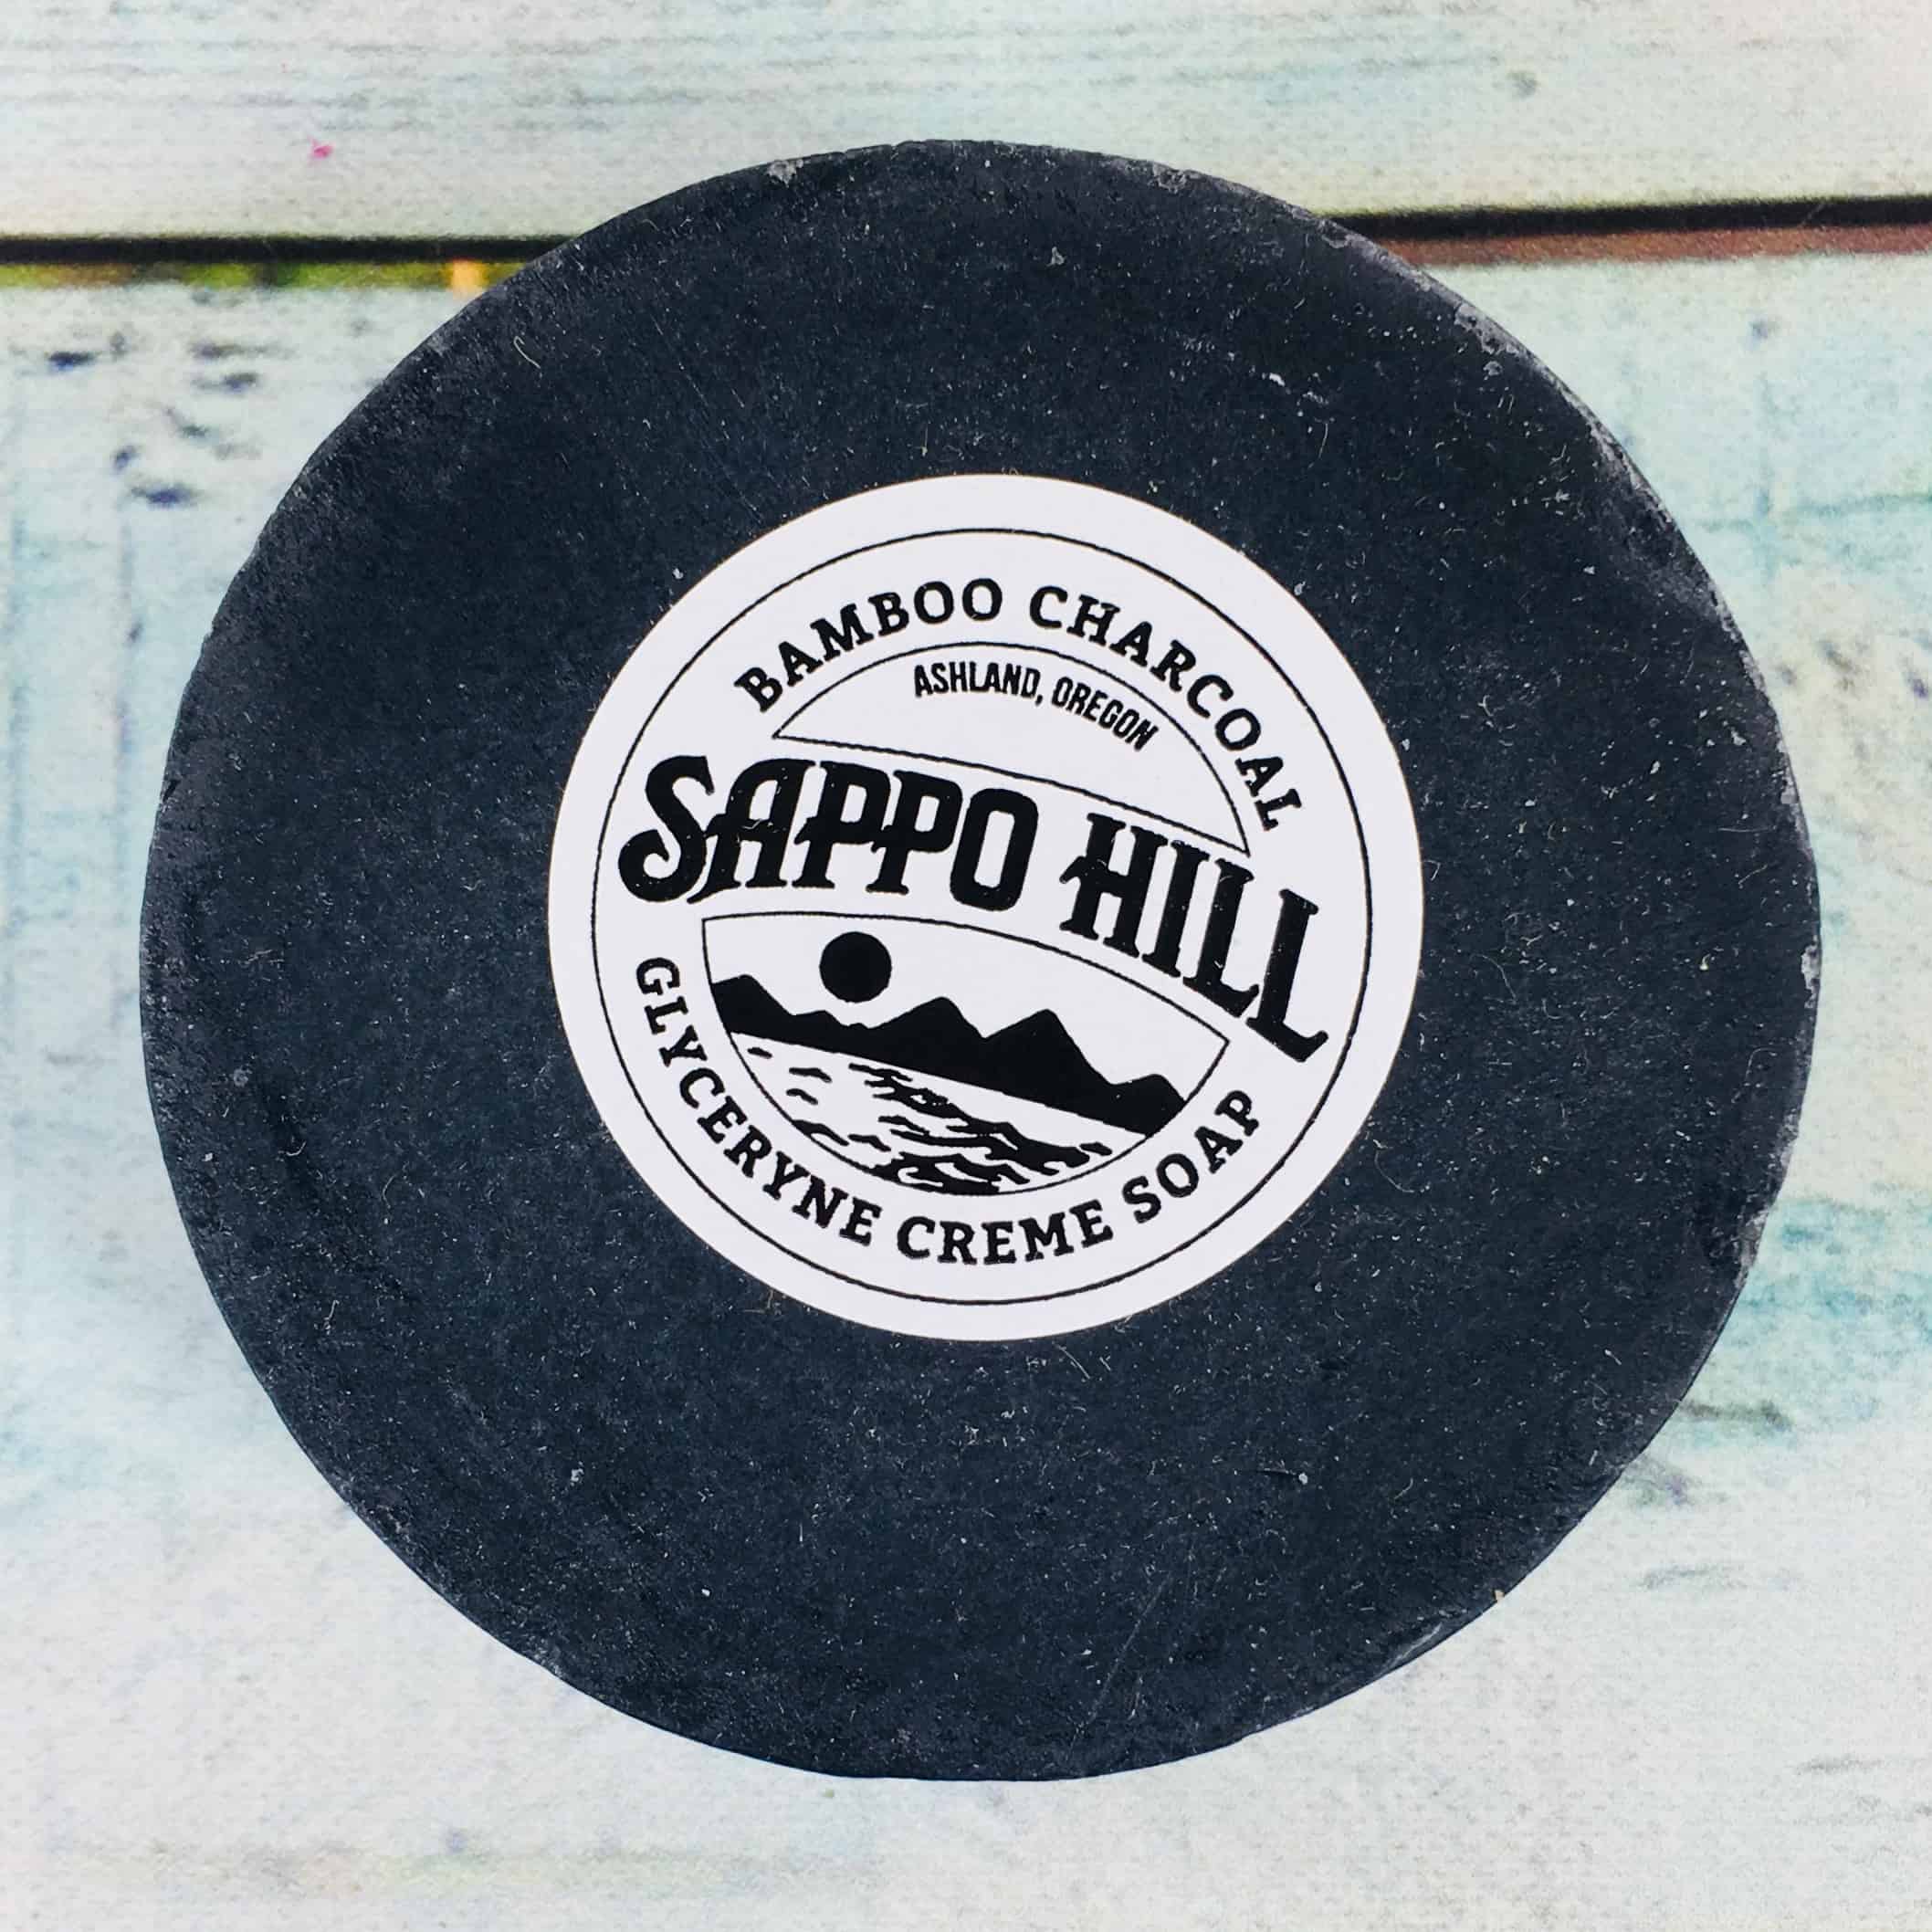 BAMBOO CHARCOAL
ASHLAND, OREGON
SAPPO HILL
GLYCERYNE CREME SOAP